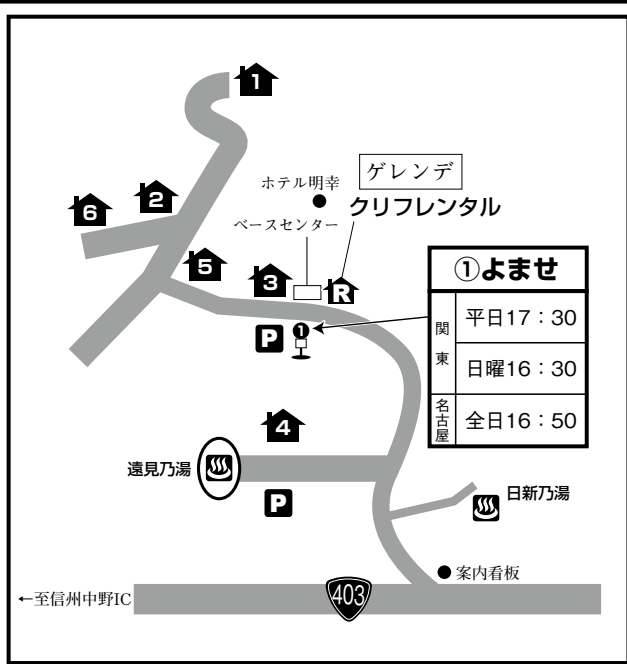 1
2
6
5
ホテル明幸
ゲレンデ
クリフレンタル
ベースセンター
3
R
P
1
①よませ
関東
平日17：30
日曜16：30
名古屋
全日16：50
4
遠見乃湯
P
日新乃湯
案内看板
←至信州中野IC
403